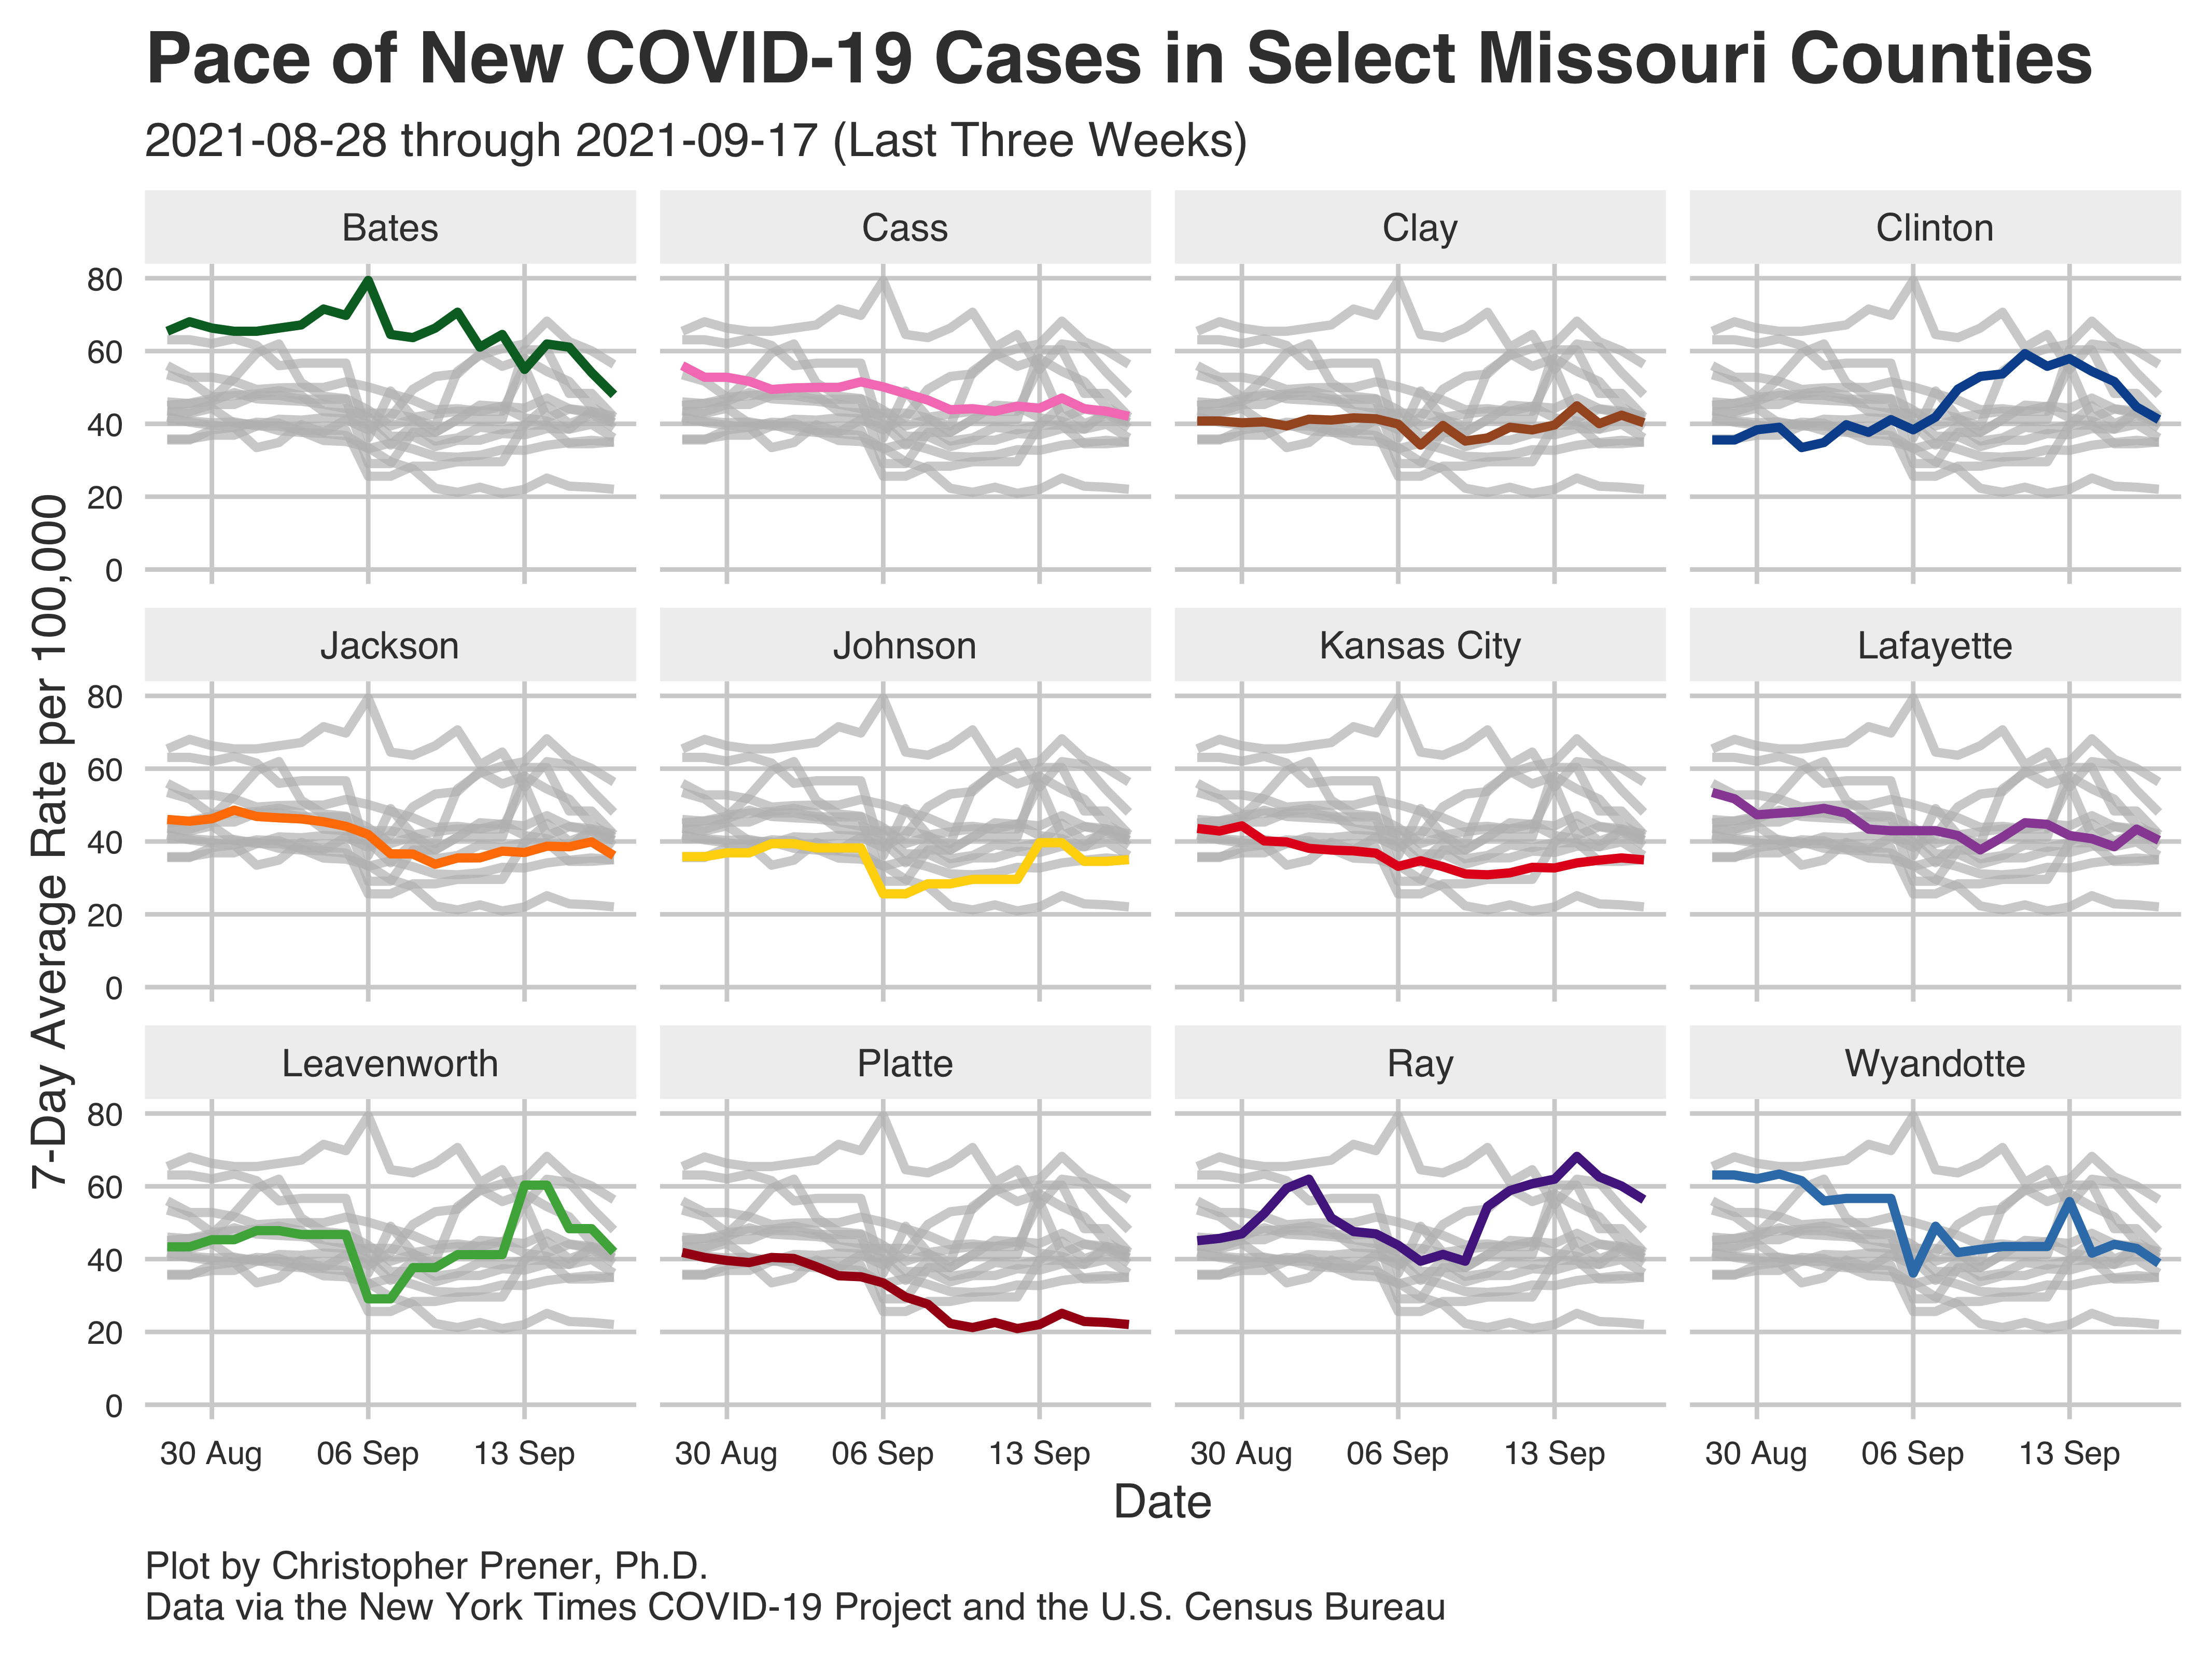 Pace of New COVID-19 Cases in Select Missouri Counties
2021-08-28 through 2021-09-17 (Last Three Weeks)
7-Day Average Rate per 100,000
Bates
Cass
Clay
Clinton
80
60
40
20
0
Jackson
Johnson
Kansas City
Lafayette
80
60
40
20
0
Leavenworth
Platte
Ray
Wyandotte
80
60
40
20
0
30 Aug 06 Sep 13 Sep
30 Aug 06 Sep 13 Sep
30 Aug 06 Sep 13 Sep
30 Aug 06 Sep 13 Sep
Date
Plot by Christopher Prener, Ph.D.
Data via the New York Times COVID-19 Project and the U.S. Census Bureau